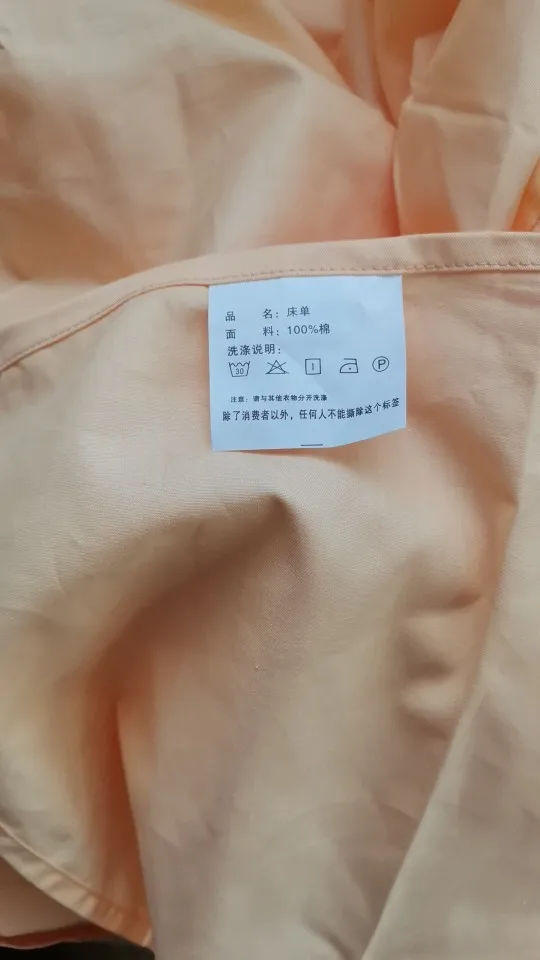 品 名：床单
面 料：100%棉
洗涤说明：
30 P
注意：请与其他衣物分开洗涤
除了消费者以外，任何人不能撕除这个标签